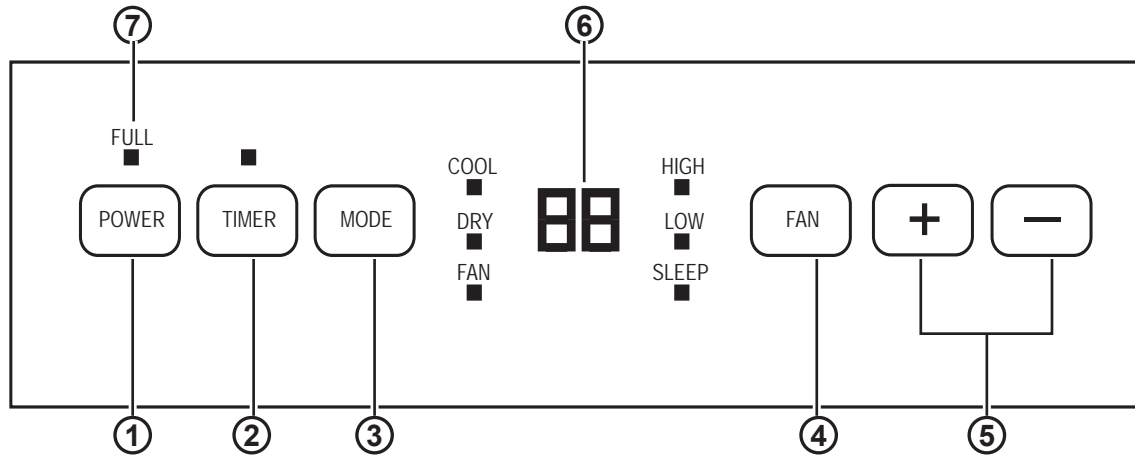 7 6
FULL
COOL HIGH
POWER TIMER MODE DRY 88 LOW FAN + −
FAN SLEEP
1 2 3 4 5